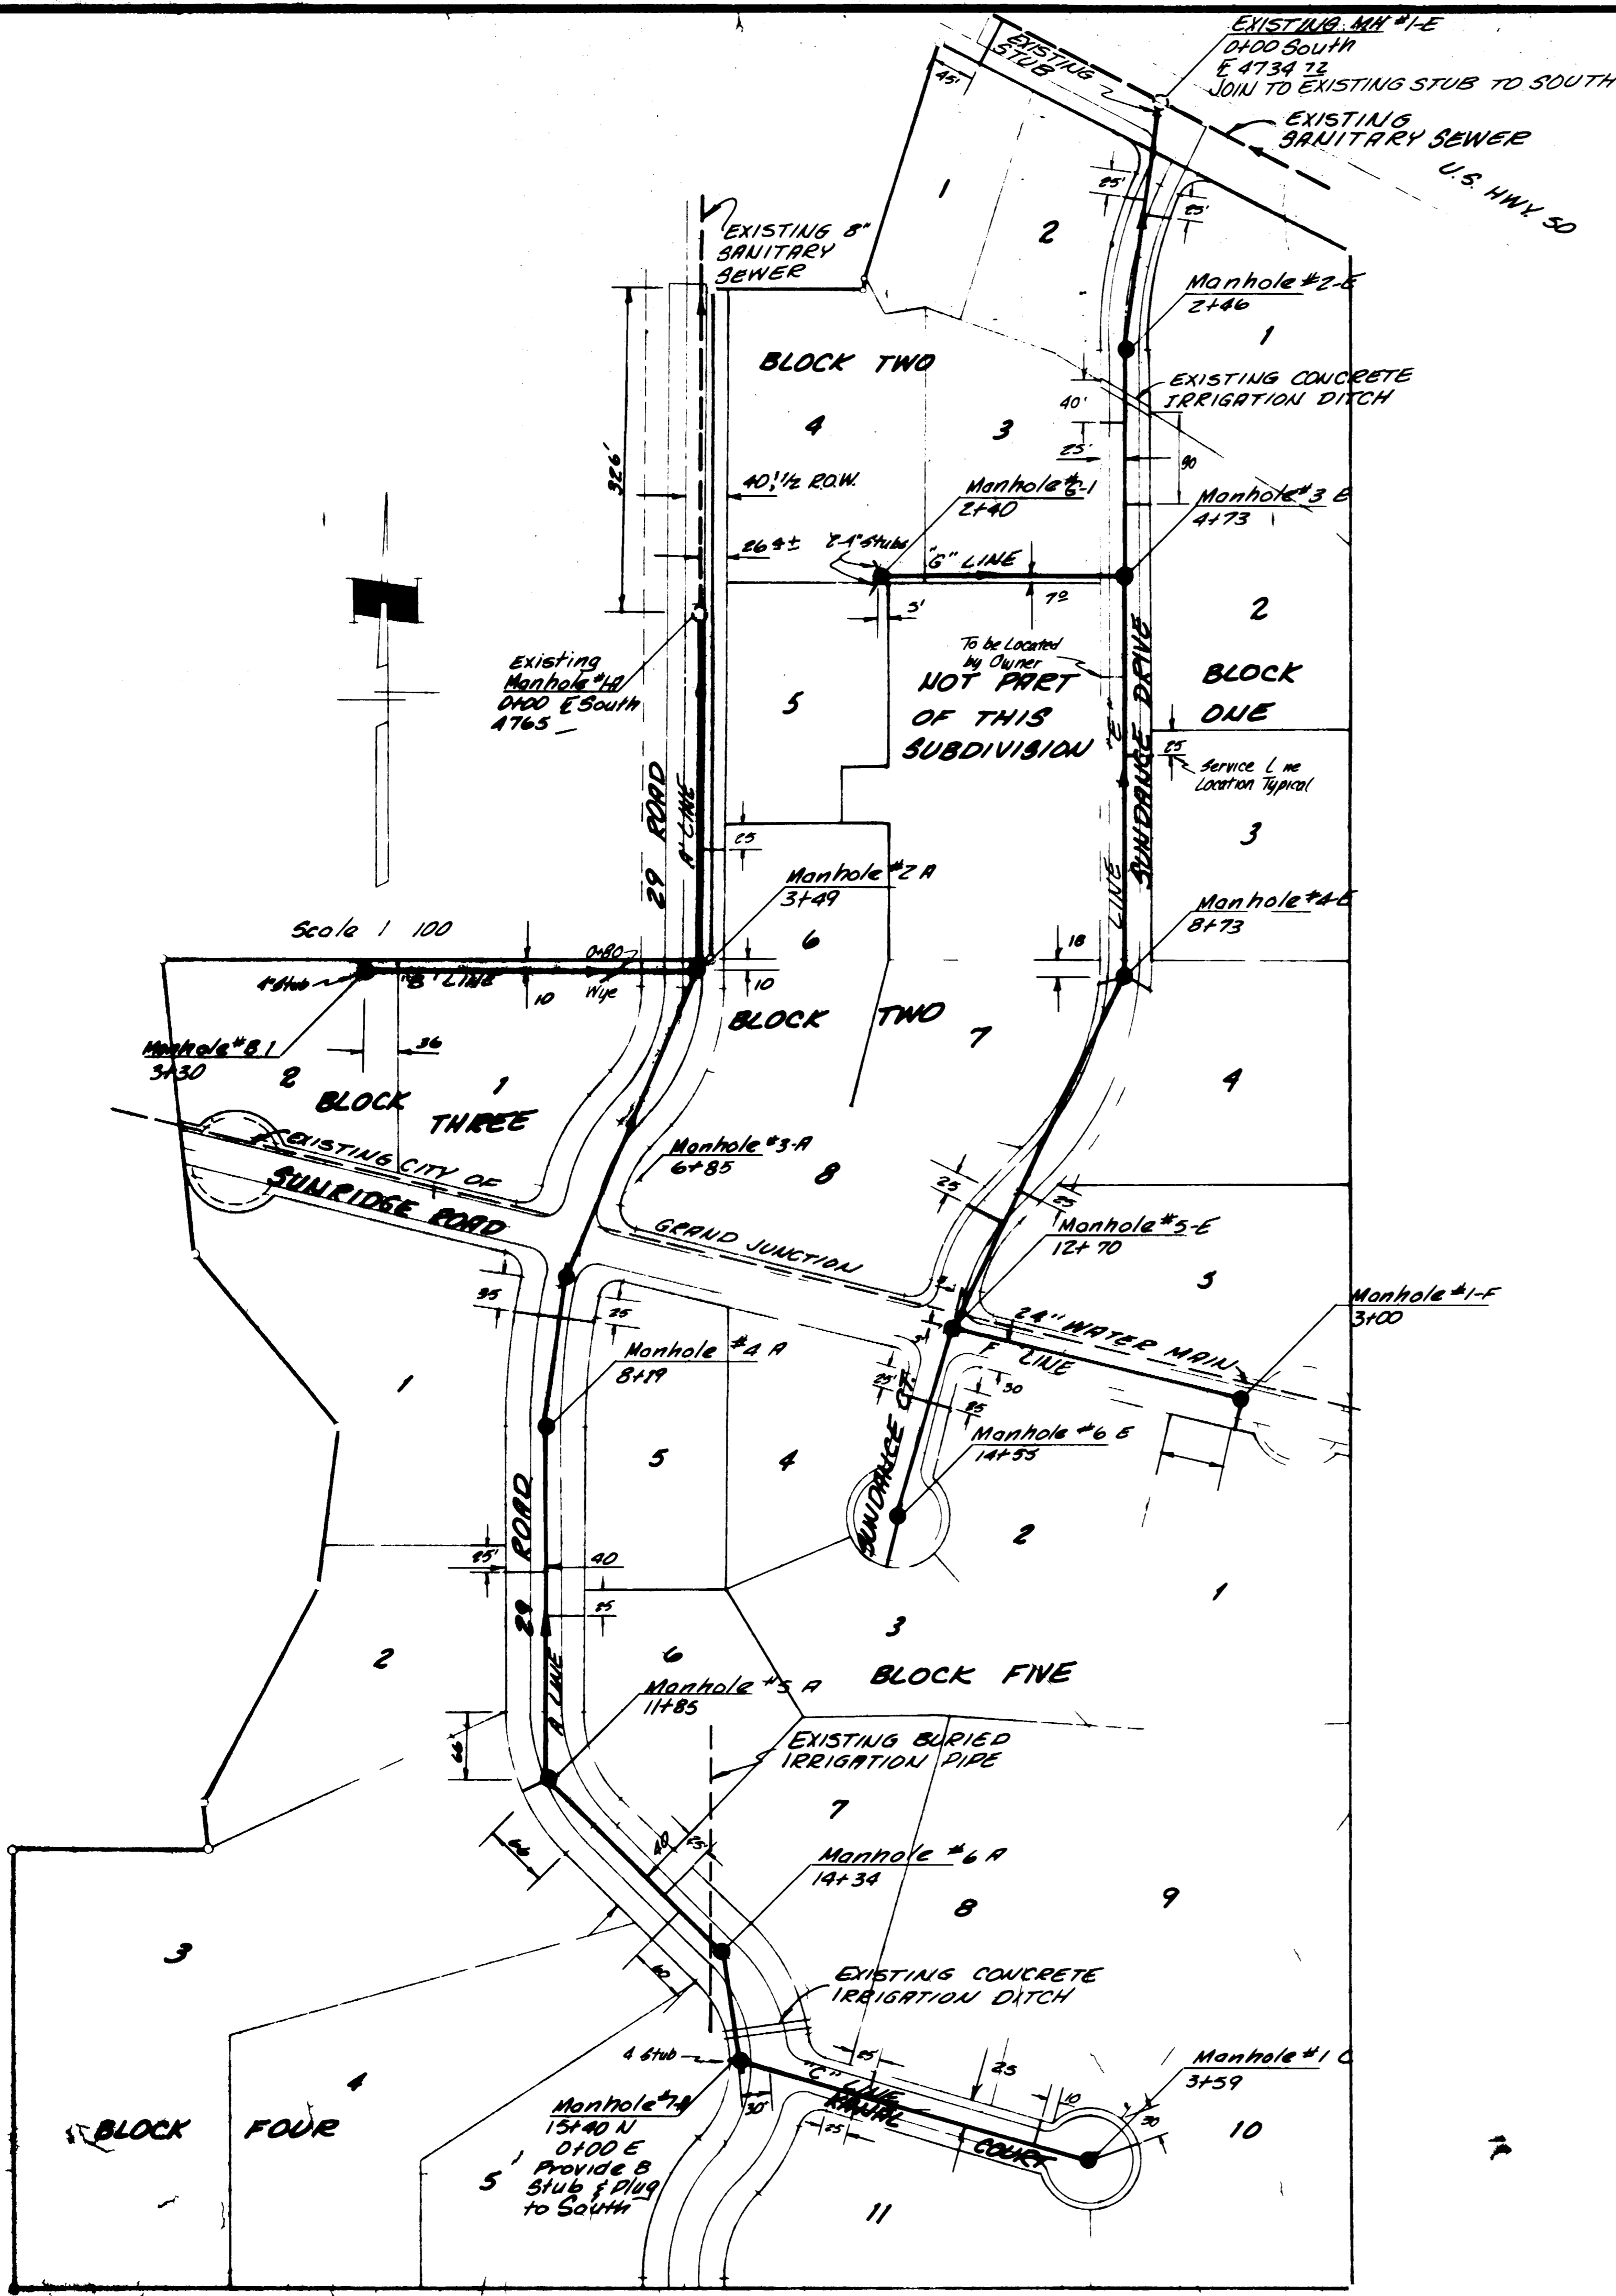 EXISTING MH #1-E
0+00 South
₤ 4734 72
JOIN TO EXISTING STUB TO SOUTH
EXISTING
STUB
45'
EXISTING
SANITARY SEWER
U.S. HWY. 50
1
2
25'
25'
EXISTING 8"
SANITARY
SEWER
Manhole #2-E
2+46
1
BLOCK TWO
4
3
EXISTING CONCRETE
IRRIGATION DITCH
40'
25'
90
326'
40' 1/2 R.O.W.
Manhole #G-1
2+40
Manhole #3 E
4+73
26 4 ±
2-4" Stubs
"G" LINE
3'
7º
2
Existing
Manhole #1A
0+00 ₤ South
4765
To be Located
by Owner
NOT PART
OF THIS
SUBDIVISION
BLOCK
ONE
5
"E"
LINE
SUNDANCE DRIVE
25
Service L ne
Location Typical
3
29 ROAD
A' LINE
25
Manhole #2 A
3+49
6
Manhole #4-E
8+73
18
Scale 1 100
0+80
4" Stub
"B" LINE
10
Wye
10
BLOCK TWO
7
Manhole #B 1
3+30
36
2
1
BLOCK
THREE
4
EXISTING CITY OF
SUNRIDGE ROAD
Manhole #3-A
6+85
8
25
25
GRAND JUNCTION
Manhole #5-E
12+70
5
Manhole #1-F
3+00
24" WATER MAIN
F LINE
35
25
Manhole #4 A
8+19
1
25'
30
25
SUNDANCE CT.
Manhole #6 E
14+55
5
4
2
29 ROAD
25'
40
25
1
3
2
6
BLOCK FIVE
A LINE
Manhole #5 A
11+85
66'
EXISTING BURIED
IRRIGATION PIPE
7
66
40
25
Manhole #6 A
14+34
8
9
3
60
EXISTING CONCRETE
IRRIGATION DITCH
4 Stub
25
25
10
"C" LINE
COURT
30
30'
25
Manhole #1 C
3+59
4
10
BLOCK FOUR
Manhole #7-A
15+40 N
0+00 E
Provide 8
Stub & Plug
to South
5
11